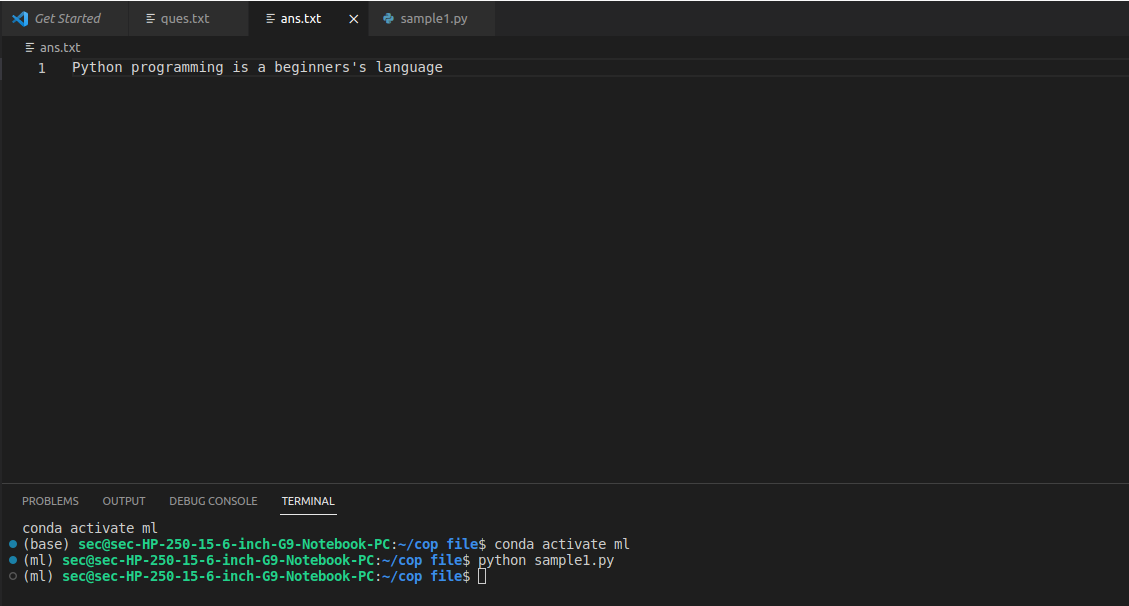 Get Started ques.txt ans.txt sample1.py
ans.txt
1 Python programming is a beginners's language
PROBLEMS OUTPUT DEBUG CONSOLE TERMINAL
conda activate ml
(base) sec@sec-HP-250-15-6-inch-G9-Notebook-PC:~/cop file$ conda activate ml
(ml) sec@sec-HP-250-15-6-inch-G9-Notebook-PC:~/cop file$ python sample1.py
(ml) sec@sec-HP-250-15-6-inch-G9-Notebook-PC:~/cop file$